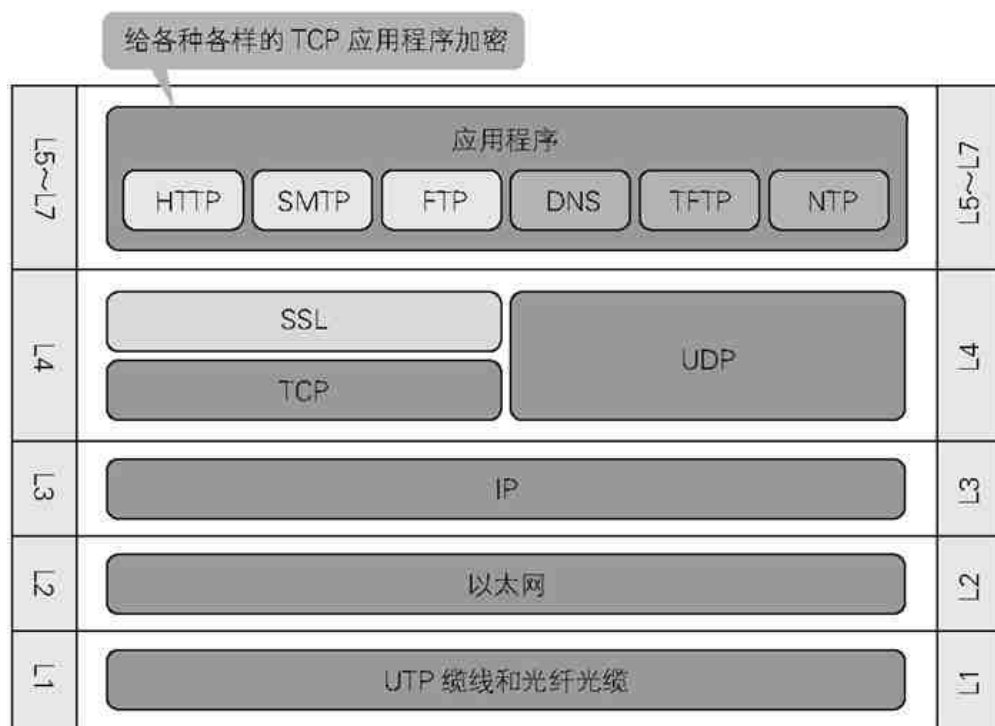 给各种各样的 TCP 应用程序加密
L5～L7
应用程序
L5～L7
HTTP
SMTP
FTP
DNS
TFTP
NTP
L4
SSL
TCP
UDP
L4
L3
IP
L3
L2
以太网
L2
L1
UTP 缆线和光纤光缆
L1